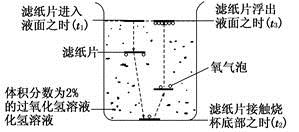 滤纸片进入
液面之时(t₁)
滤纸片浮出
液面之时(t₃)
滤纸片
氧气泡
体积分数为2%
的过氧化氢溶液
化氢溶液
滤纸片接触烧
杯底部之时(t₂)